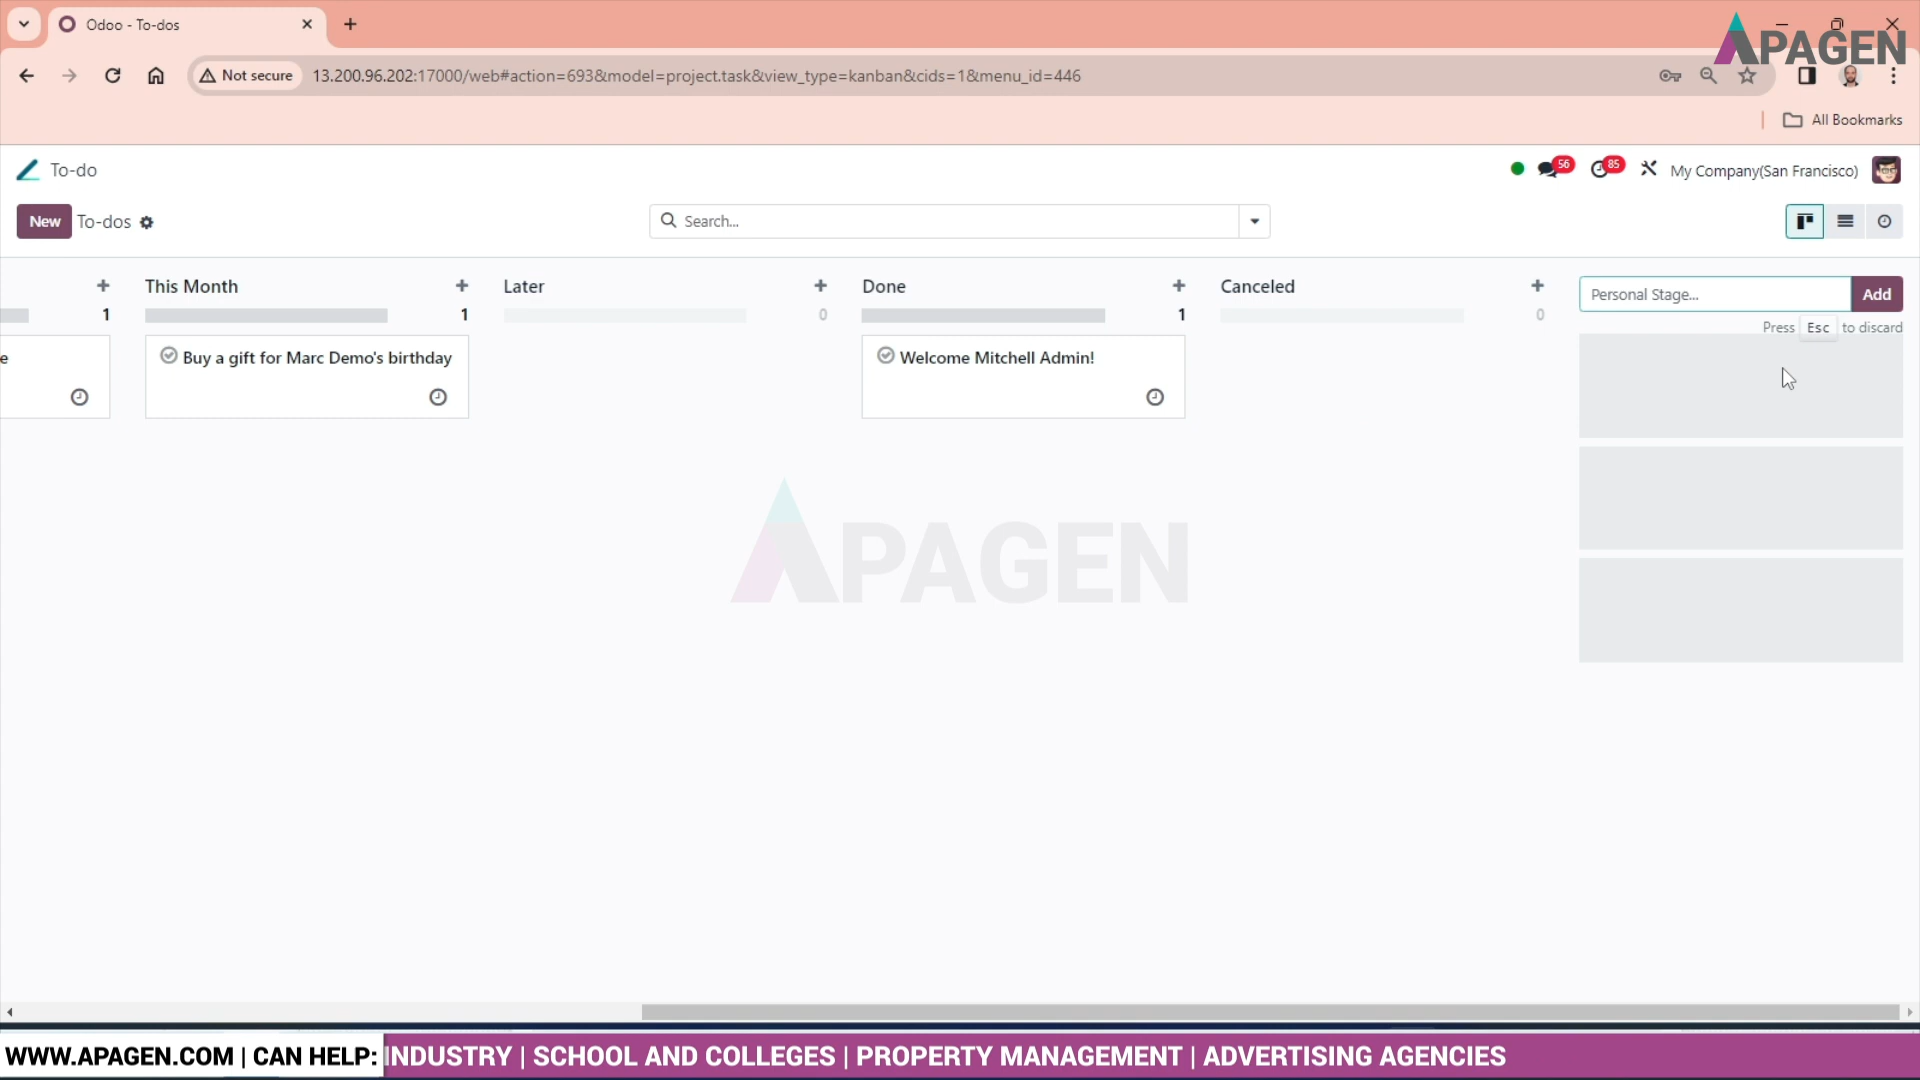 Odoo - To-dos
APAGEN
Not secure
13.200.96.202:17000/web#action=693&model=project.task&view_type=kanban&cids=1&menu_id=446
All Bookmarks
To-do
56
85
My Company(San Francisco)
New
To-dos
Search...
This Month
Later
Done
Canceled
Personal Stage...
Add
1
1
0
1
0
Press Esc to discard
e
Buy a gift for Marc Demo's birthday
Welcome Mitchell Admin!
APAGEN
WWW.APAGEN.COM | CAN HELP: INDUSTRY | SCHOOL AND COLLEGES | PROPERTY MANAGEMENT | ADVERTISING AGENCIES